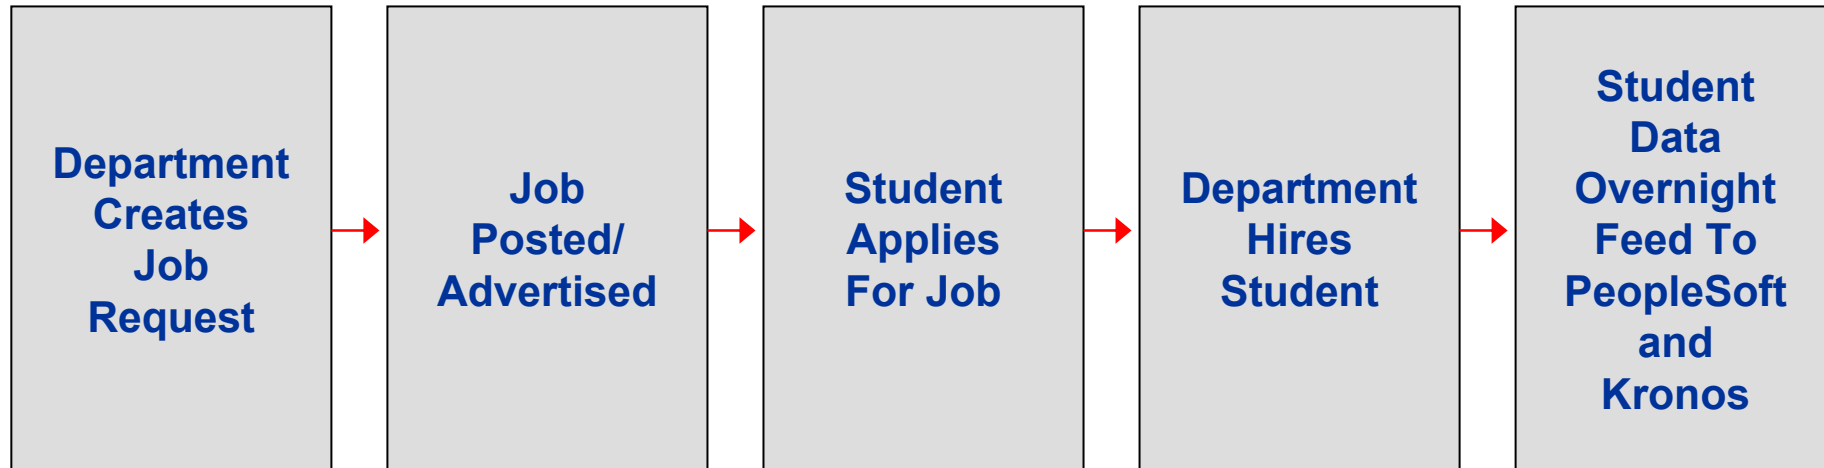 Department
Creates
Job
Request
Job
Posted/
Advertised
Student
Applies
For Job
Department
Hires
Student
Student
Data
Overnight
Feed To
PeopleSoft
and
Kronos